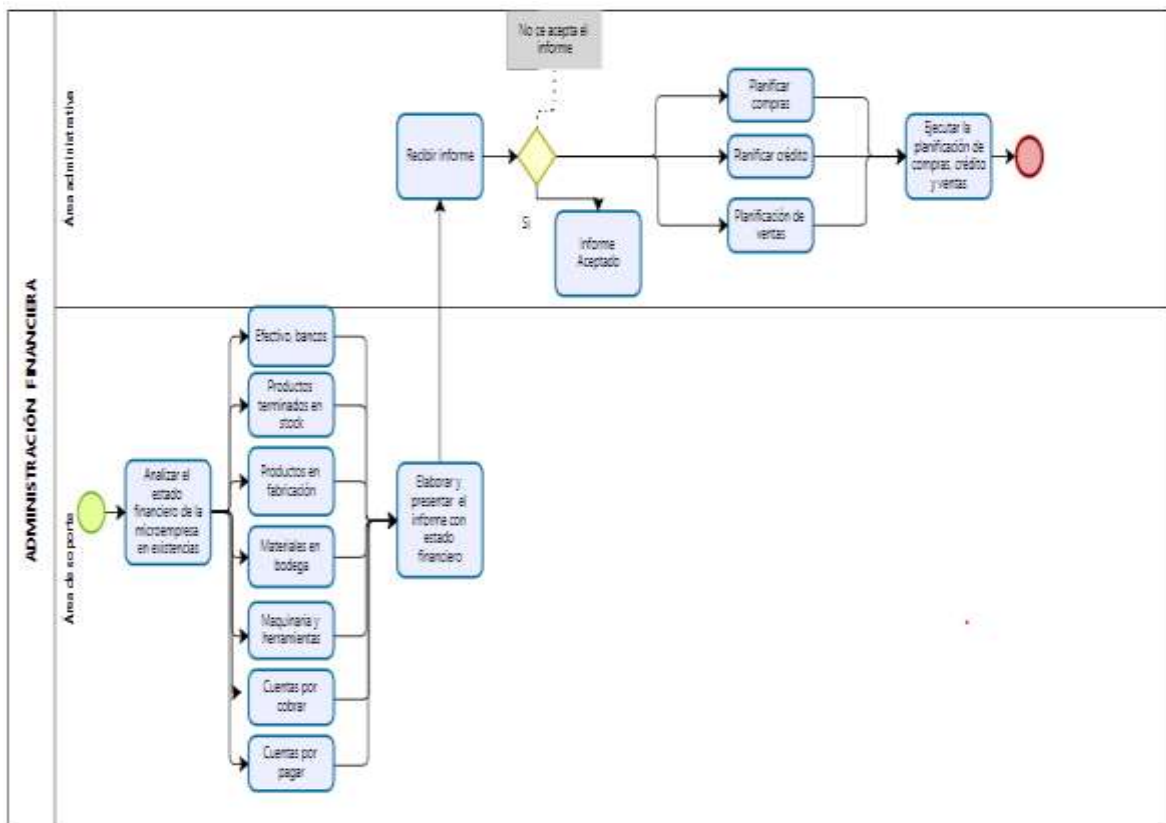 ADMINISTRACIÓN FINANCIERA
Área administrativa
No ce acepta el
informe
Recibir informe
Si
Informe
Aceptado
Planificar
compras
Planificar crédito
Planificación de
ventas
Ejecutar la
planificación de
compras, crédito
y ventas
Área de soporte
Analizar el
estado
financiero de la
microempresa
en existencias
Efectivo, bancos
Productos
terminados en
stock
Productos en
fabricación
Materiales en
bodega
Maquinaria y
herramientas
Cuentas por
cobrar
Cuentas por
pagar
Elaborar y
presentar el
informe con
estado
financiero